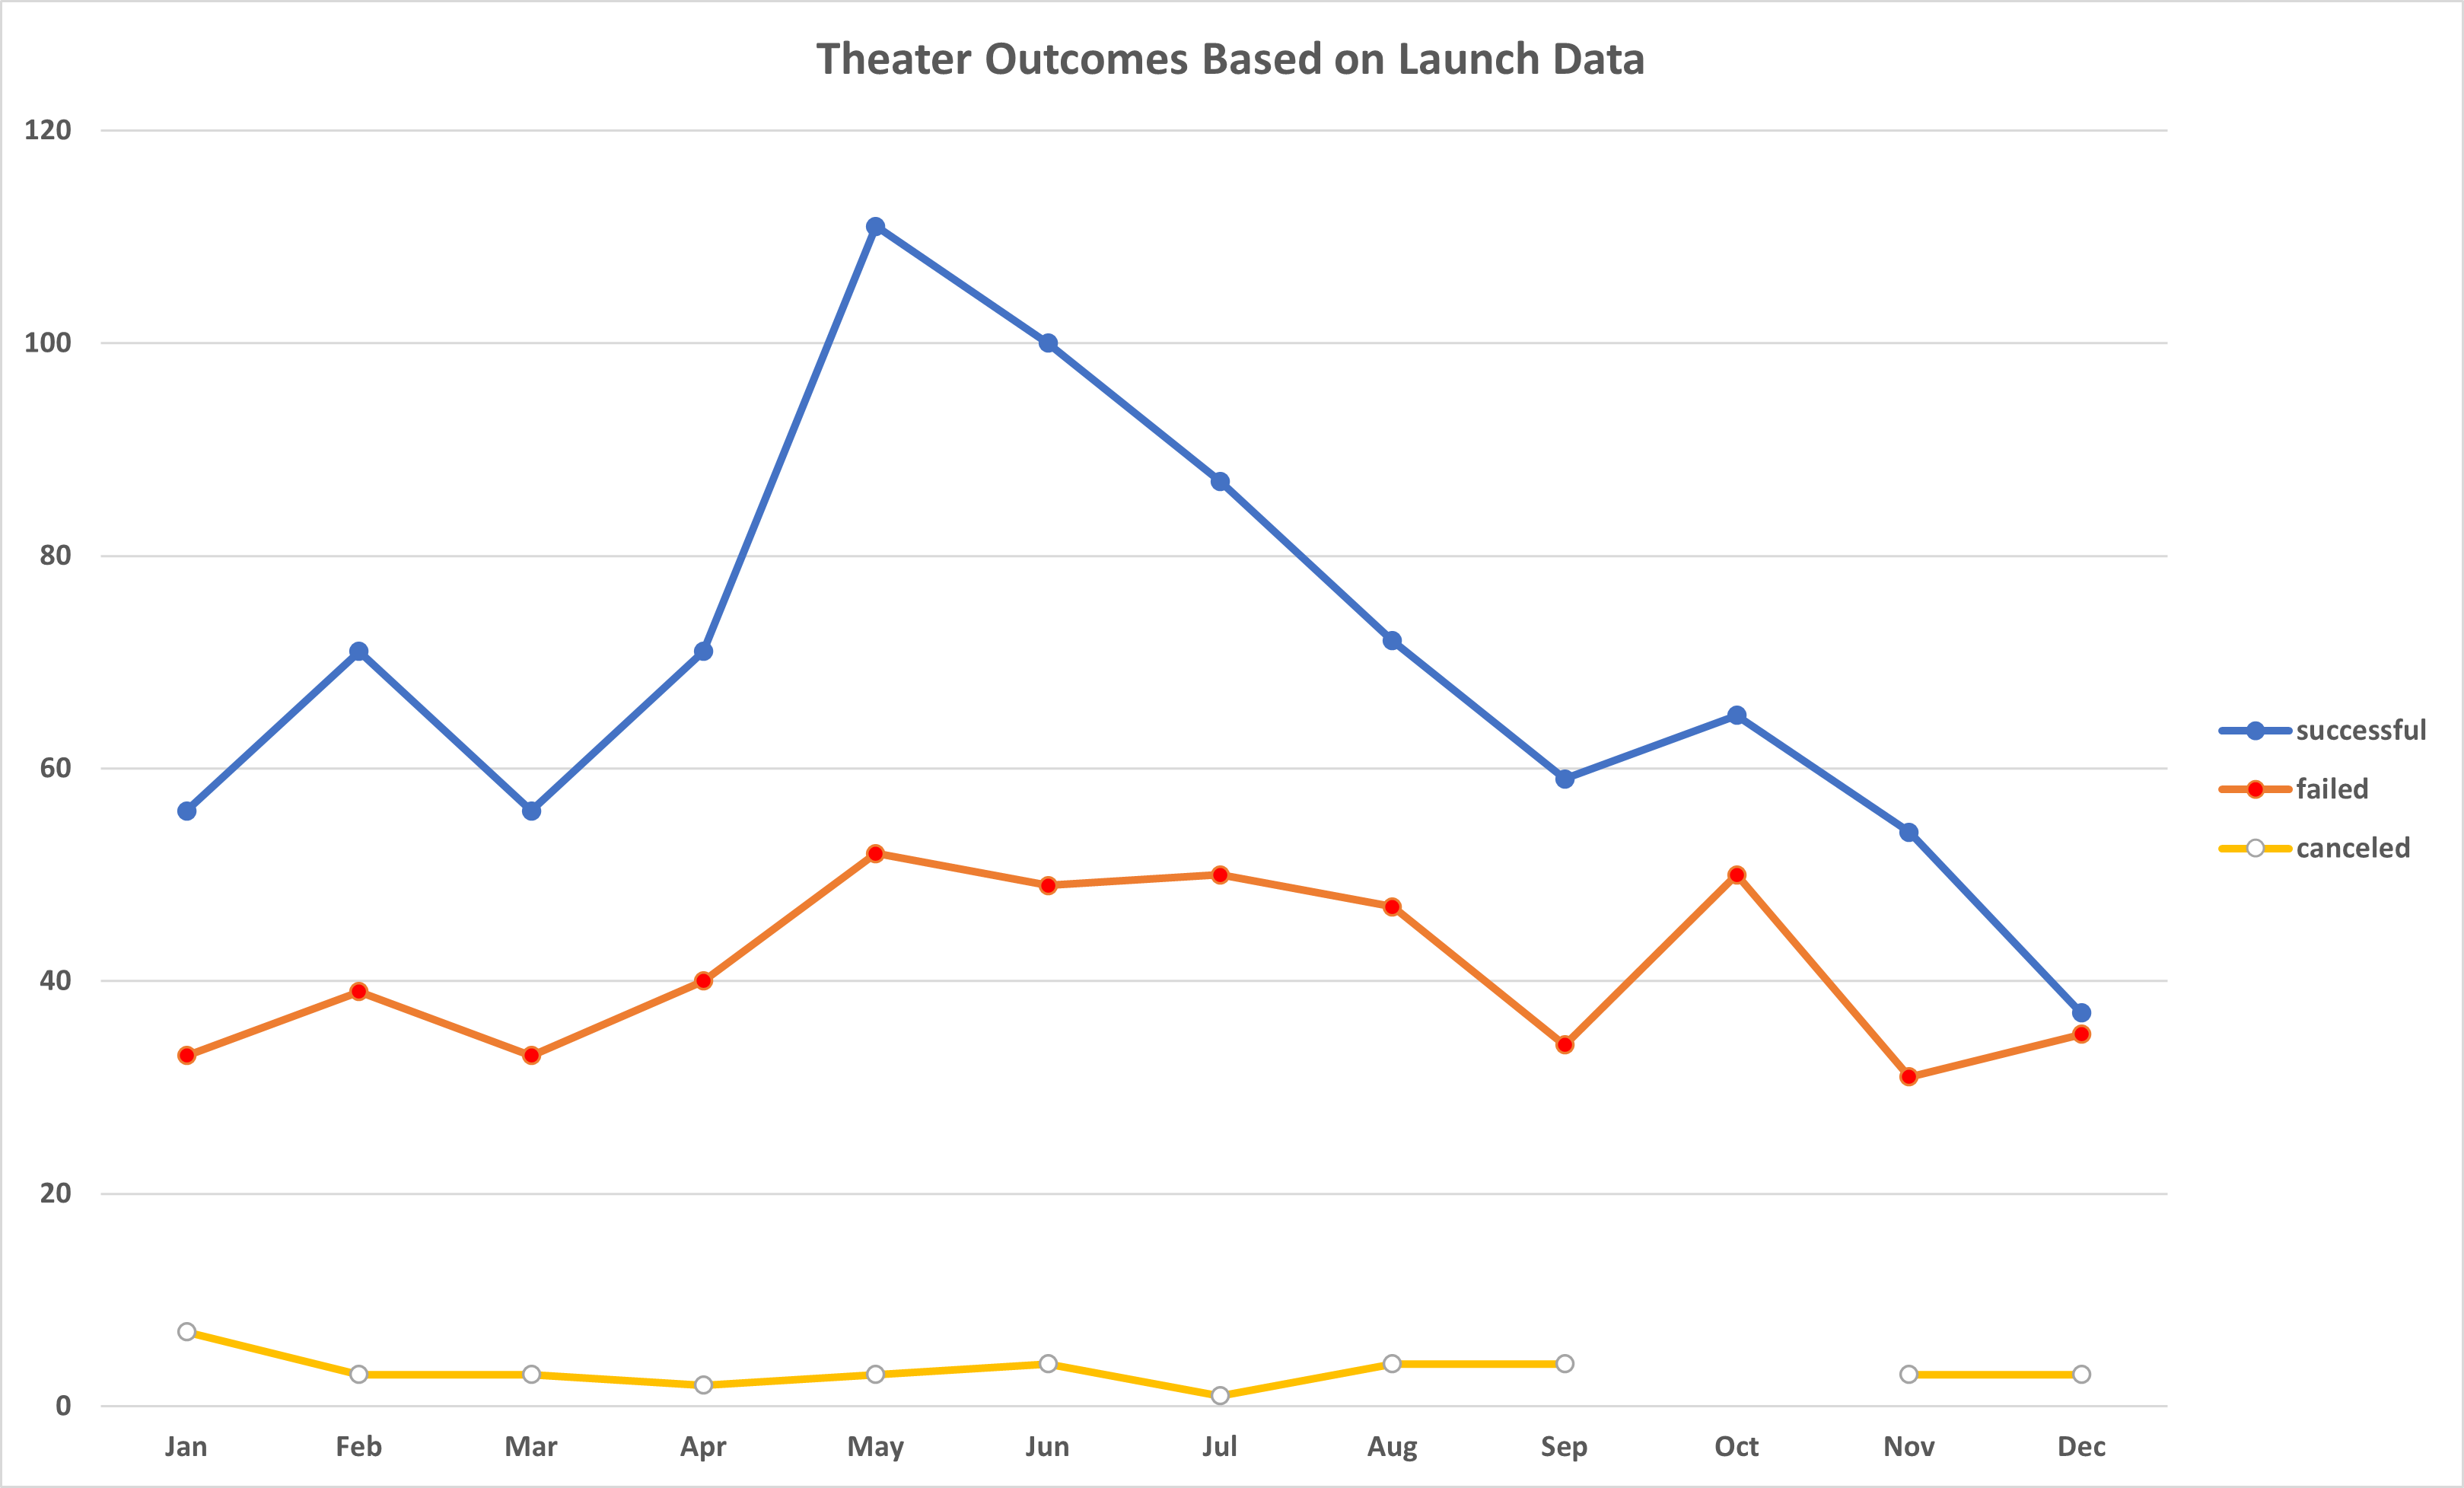 Theater Outcomes Based on Launch Data
120
100
80
60
40
20
0
Jan Feb Mar Apr May Jun Jul Aug Sep Oct Nov Dec
successful
failed
canceled